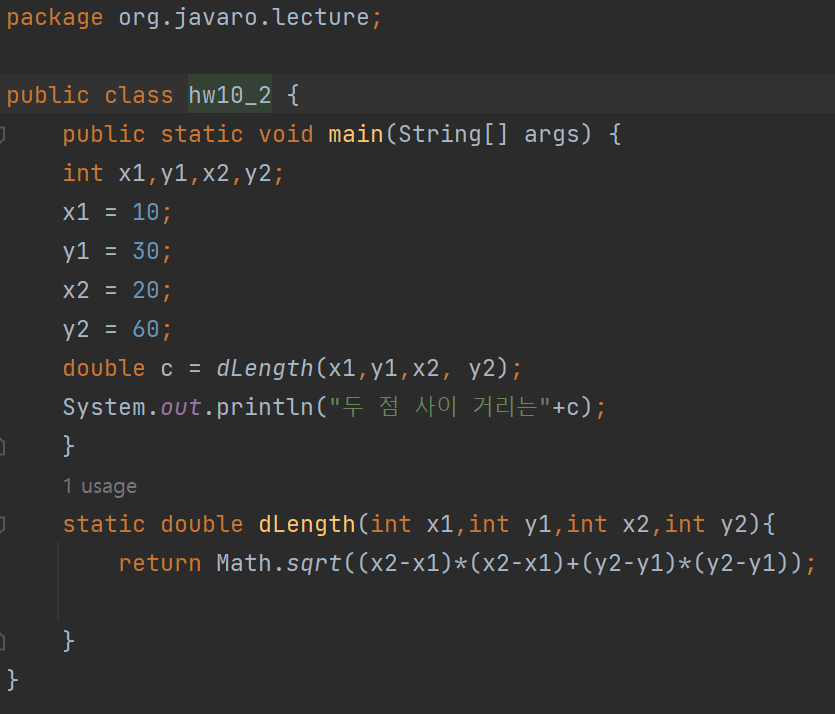 package org.javaro.lecture;
public class hw10_2 {
public static void main(String[] args) {
int x1,y1,x2,y2;
x1 = 10;
y1 = 30;
x2 = 20;
y2 = 60;
double c = dLength(x1,y1,x2, y2);
System.out.println("두 점 사이 거리는"+c);
}
1 usage
static double dLength(int x1,int y1,int x2,int y2){
return Math.sqrt((x2-x1)*(x2-x1)+(y2-y1)*(y2-y1));
}
}